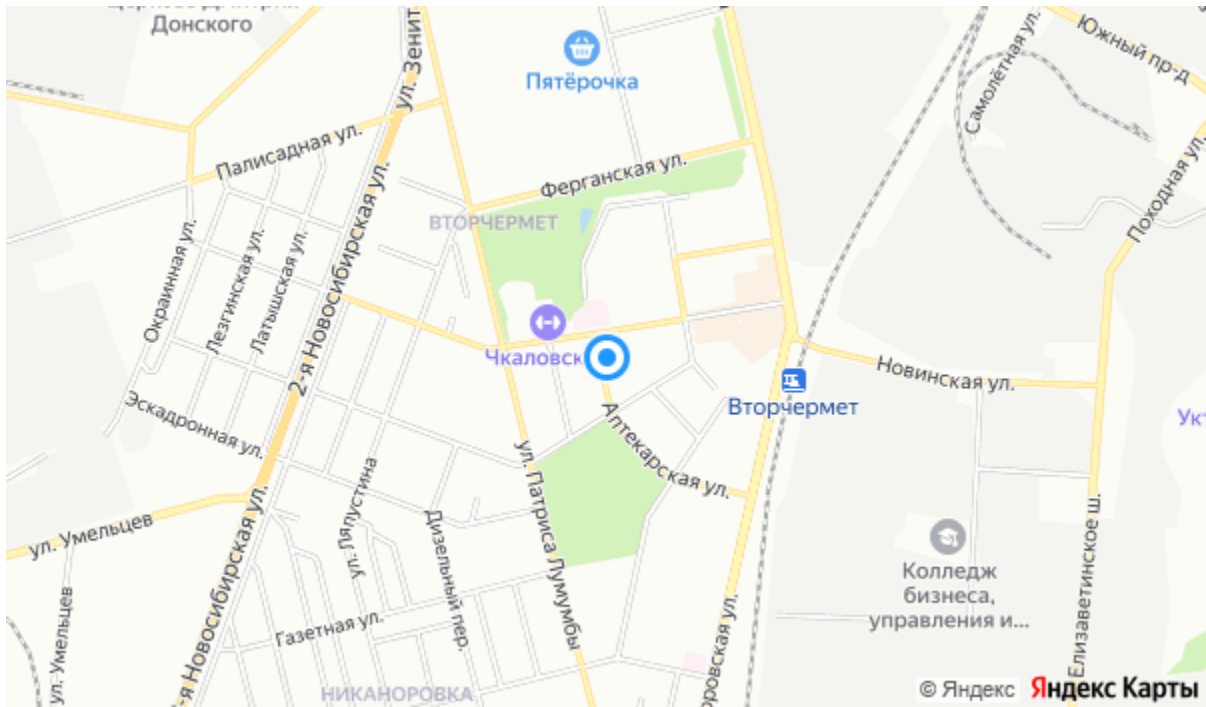 Донского
ул. Зенит
Пятёрочка
Южный пр-д
Самолётная ул.
Палисадная ул.
Ферганская ул.
Походная ул.
ВТОРЧЕРМЕТ
Окраинная ул.
Лезгинская ул.
Латышская ул.
2-я Новосибирская ул.
Чкаловск
Новинская ул.
Вторчермет
Эскадронная ул.
Аптекарская ул.
Укт
ул. Патриса Лумумбы
ул. Ляпустина
Дизельный пер.
ул. Умельцев
2-я Новосибирская ул.
Колледж
бизнеса,
управления и...
Елизаветинское ш.
Газетная ул.
ул. Умельцев
оровская ул.
НИКАНОРОВКА
© Яндекс Яндекс Карты